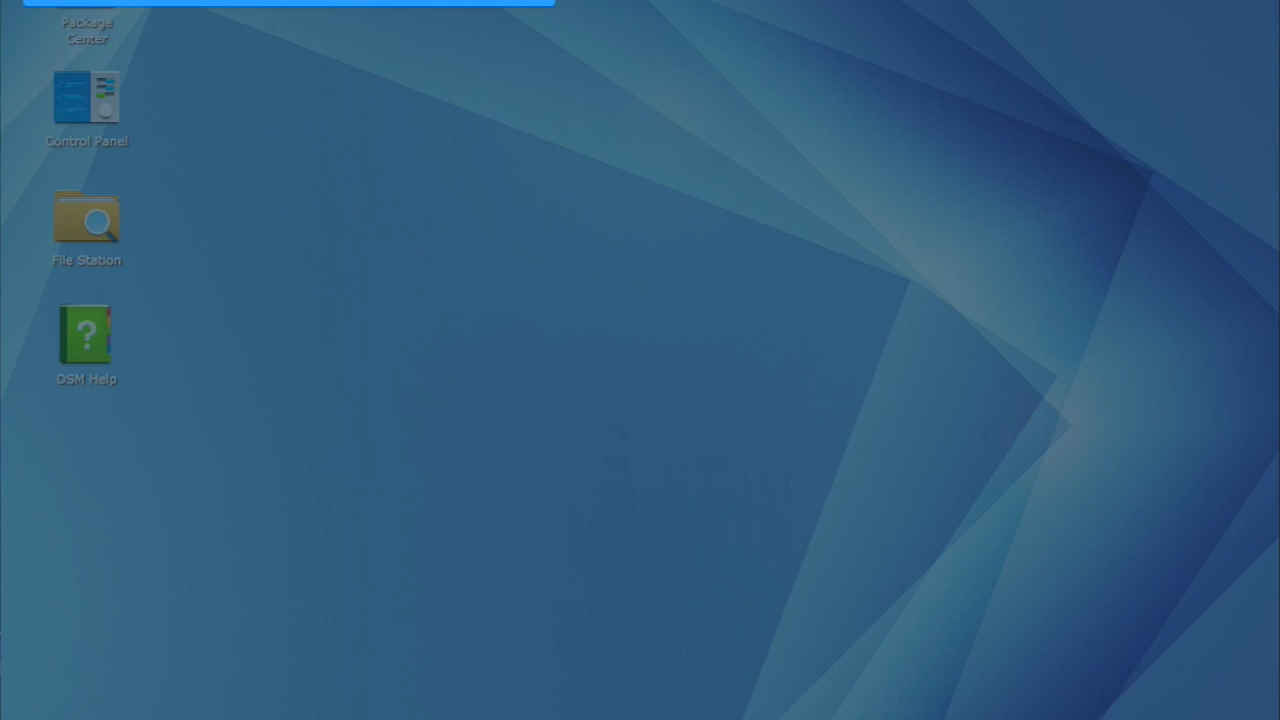 Package
Center
Control Panel
File Station
?
DSM Help